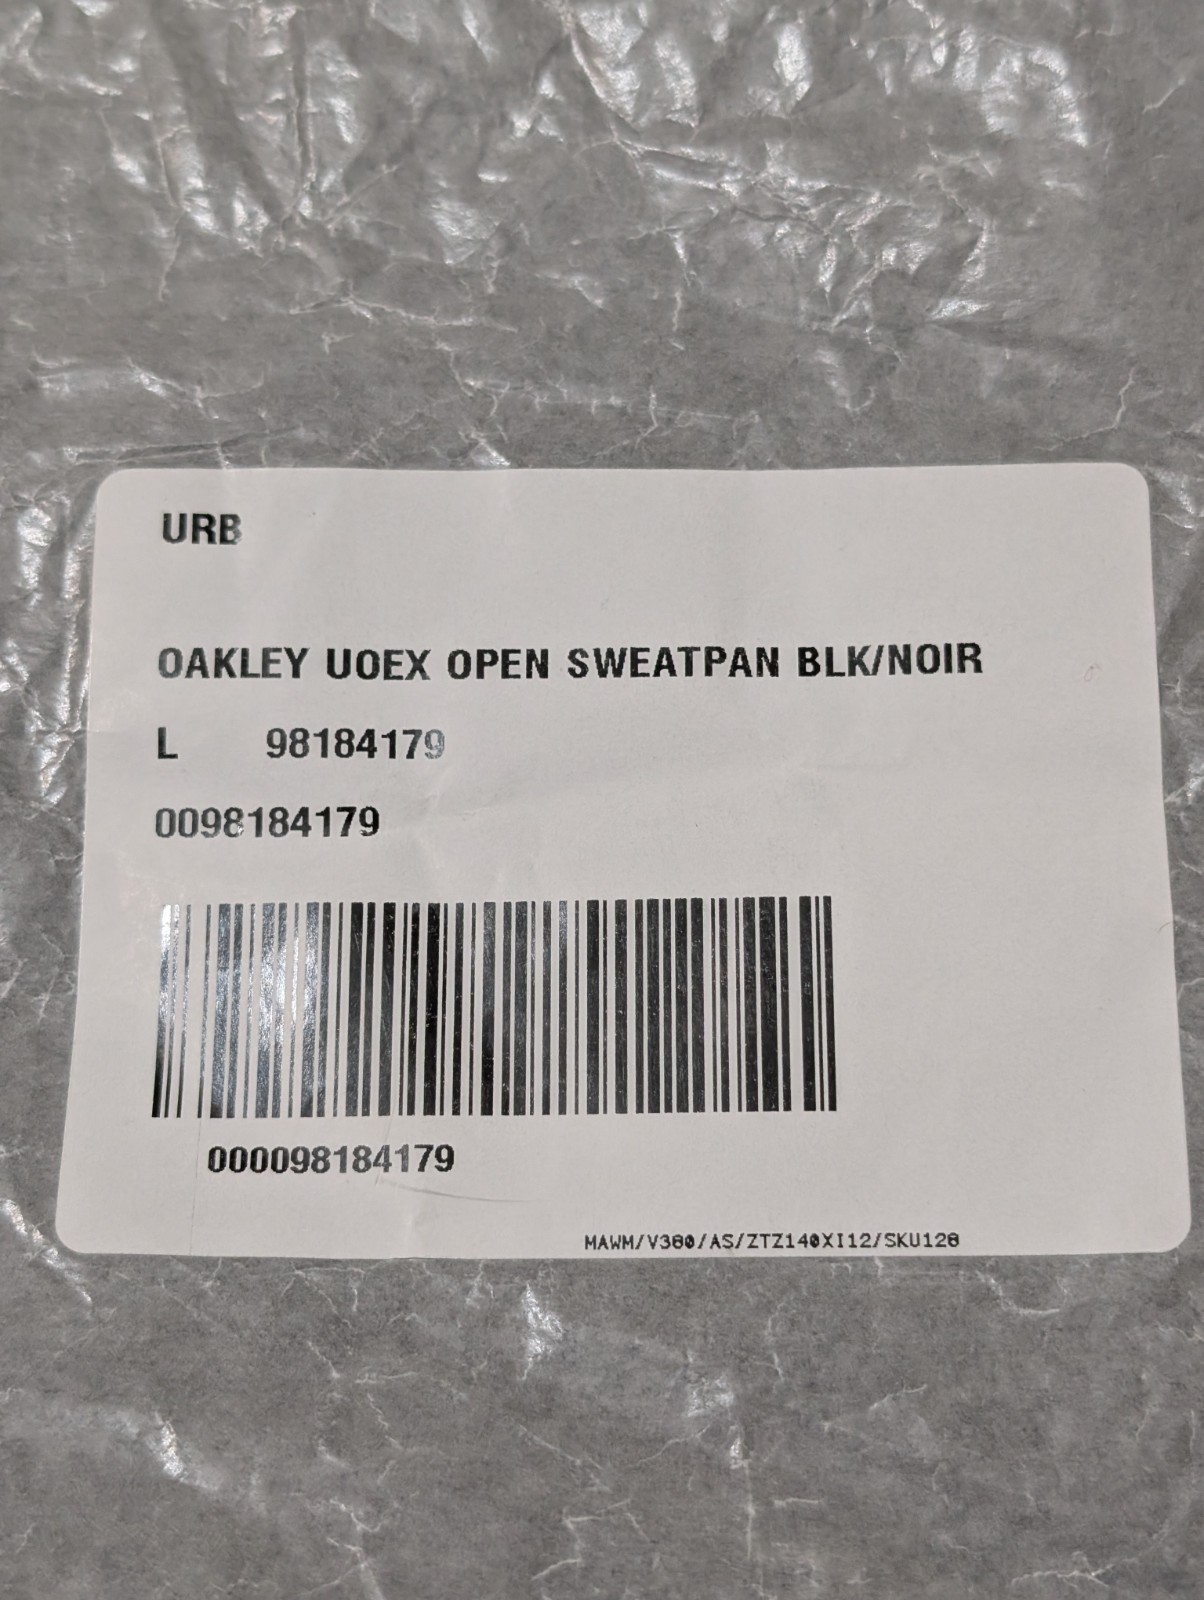 URB
OAKLEY UOEX OPEN SWEATPAN BLK/NOIR
L 98184179
0098184179
000098184179
MAWM/V380/AS/ZTZ140XI12/SKU128